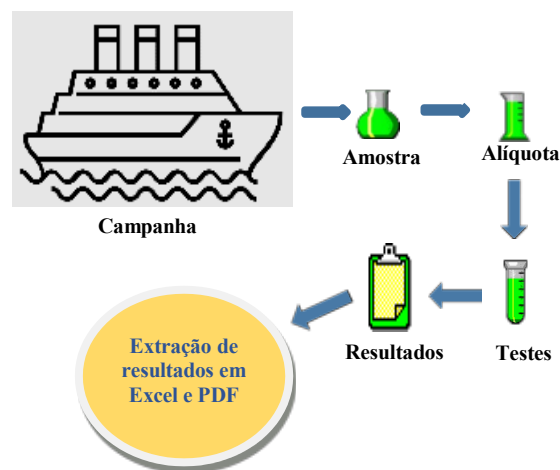 Campanha
Amostra
Alíquota
Testes
Resultados
Extração de
resultados em
Excel e PDF